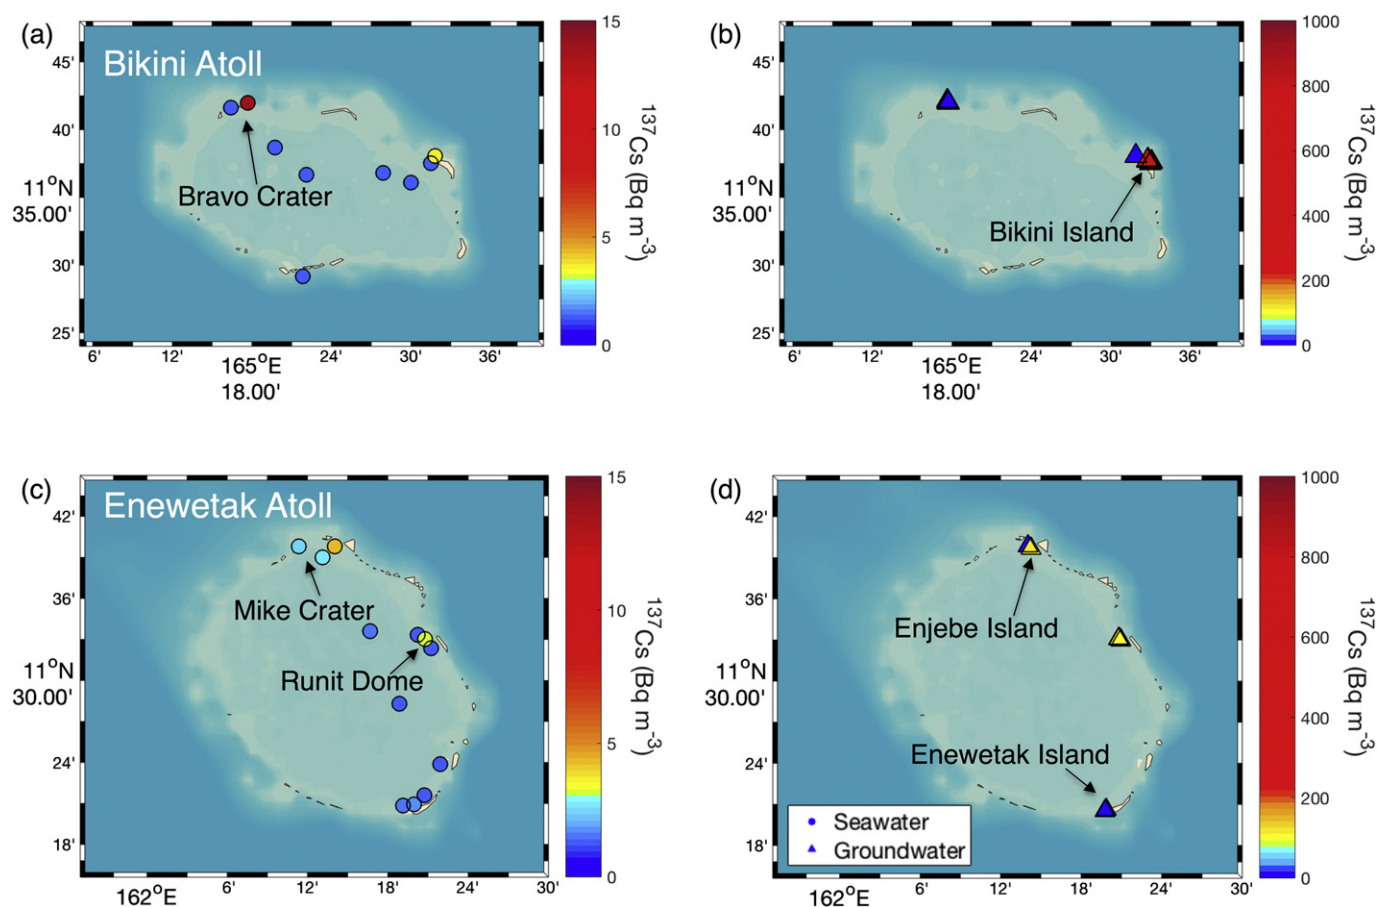 (a)
Bikini Atoll
45'
40'
11°N
35.00'
30'
25'
6'
12'
165°E
18.00'
24'
30'
36'
Bravo Crater
15
10
5
0
137Cs (Bq m-3)
(b)
45'
40'
11°N
35.00'
30'
25'
6'
12'
165°E
18.00'
24'
30'
36'
Bikini Island
1000
800
600
400
200
0
137Cs (Bq m-3)
(c)
Enewetak Atoll
42'
36'
11°N
30.00'
24'
18'
162°E
6'
12'
18'
24'
30'
Mike Crater
Runit Dome
15
10
5
0
137Cs (Bq m-3)
(d)
42'
36'
11°N
30.00'
24'
18'
162°E
6'
12'
18'
24'
30'
Enjebe Island
Enewetak Island
Seawater
Groundwater
1000
800
600
400
200
0
137Cs (Bq m-3)